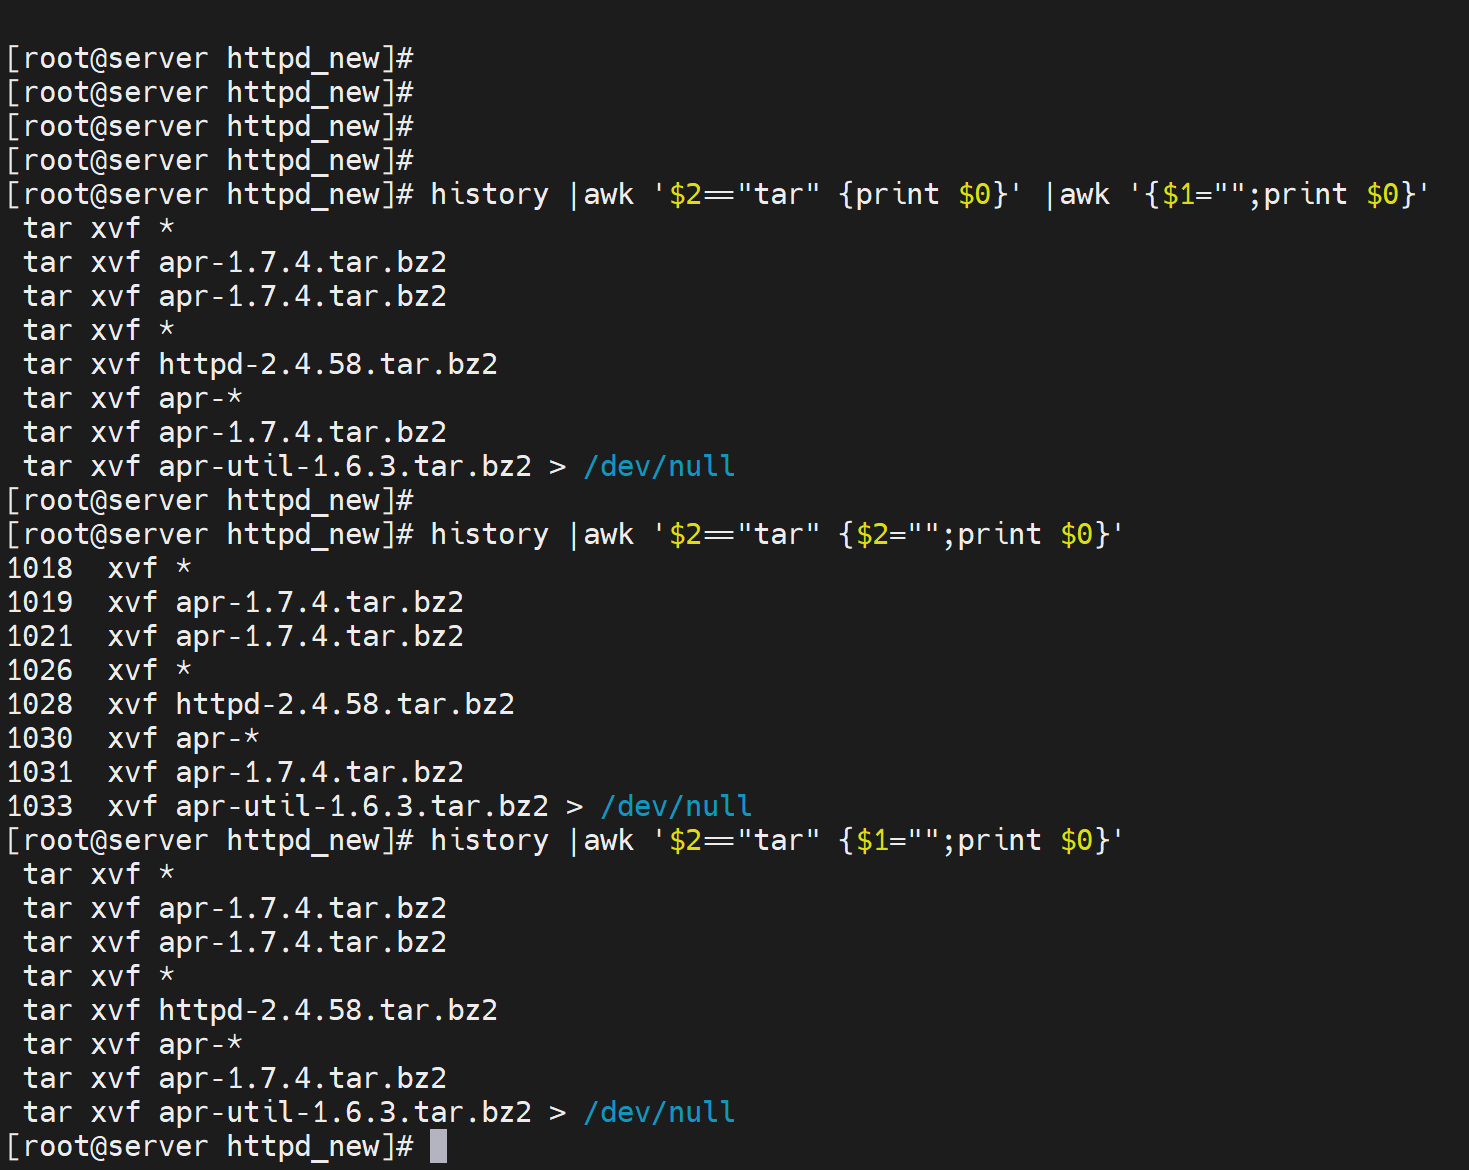 [root@server httpd_new]#
[root@server httpd_new]#
[root@server httpd_new]#
[root@server httpd_new]#
[root@server httpd_new]# history |awk '$2=="tar" {print $0}' |awk '{$1="";print $0}'
 tar xvf *
 tar xvf apr-1.7.4.tar.bz2
 tar xvf apr-1.7.4.tar.bz2
 tar xvf *
 tar xvf httpd-2.4.58.tar.bz2
 tar xvf apr-*
 tar xvf apr-1.7.4.tar.bz2
 tar xvf apr-util-1.6.3.tar.bz2 > /dev/null
[root@server httpd_new]#
[root@server httpd_new]# history |awk '$2=="tar" {$2="";print $0}'
1018  xvf *
1019  xvf apr-1.7.4.tar.bz2
1021  xvf apr-1.7.4.tar.bz2
1026  xvf *
1028  xvf httpd-2.4.58.tar.bz2
1030  xvf apr-*
1031  xvf apr-1.7.4.tar.bz2
1033  xvf apr-util-1.6.3.tar.bz2 > /dev/null
[root@server httpd_new]# history |awk '$2=="tar" {$1="";print $0}'
 tar xvf *
 tar xvf apr-1.7.4.tar.bz2
 tar xvf apr-1.7.4.tar.bz2
 tar xvf *
 tar xvf httpd-2.4.58.tar.bz2
 tar xvf apr-*
 tar xvf apr-1.7.4.tar.bz2
 tar xvf apr-util-1.6.3.tar.bz2 > /dev/null
[root@server httpd_new]#